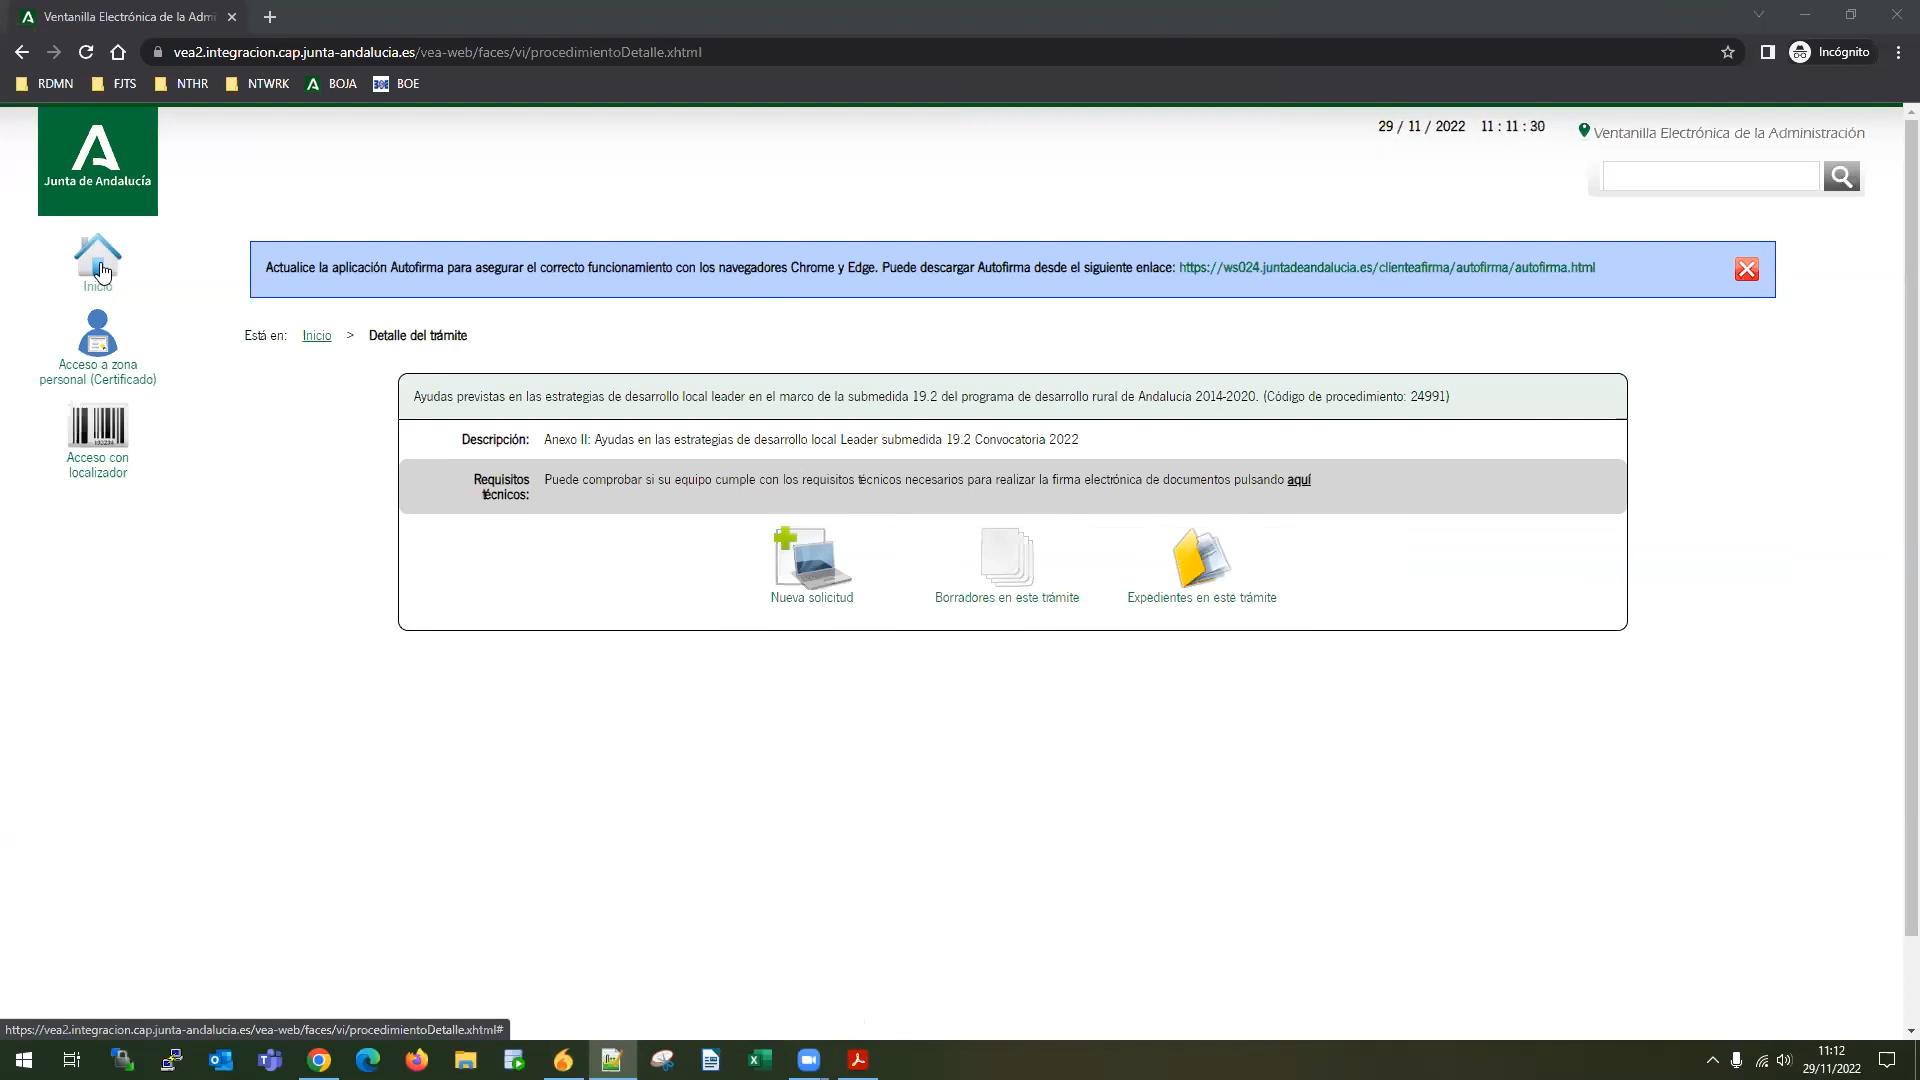 Ventanilla Electrónica de la Admi
vea2.integracion.cap.junta-andalucia.es/vea-web/faces/vi/procedimientoDetalle.xhtml
Incógnito
RDMN FJTS NTHR NTWRK BOJA BOE
Junta de Andalucía
29 / 11 / 2022 11 : 11 : 30
Ventanilla Electrónica de la Administración
Inicio
Acceso a zona
personal (Certificado)
Acceso con
localizador
Actualice la aplicación Autofirma para asegurar el correcto funcionamiento con los navegadores Chrome y Edge. Puede descargar Autofirma desde el siguiente enlace: https://ws024.juntadeandalucia.es/clienteafirma/autofirma/autofirma.html
Está en: Inicio > Detalle del trámite
Ayudas previstas en las estrategias de desarrollo local leader en el marco de la submedida 19.2 del programa de desarrollo rural de Andalucía 2014-2020. (Código de procedimiento: 24991)
Descripción: Anexo II: Ayudas en las estrategias de desarrollo local Leader submedida 19.2 Convocatoria 2022
Requisitos técnicos: Puede comprobar si su equipo cumple con los requisitos técnicos necesarios para realizar la firma electrónica de documentos pulsando aquí
Nueva solicitud
Borradores en este trámite
Expedientes en este trámite
https://vea2.integracion.cap.junta-andalucia.es/vea-web/faces/vi/procedimientoDetalle.xhtml#
11:12
29/11/2022